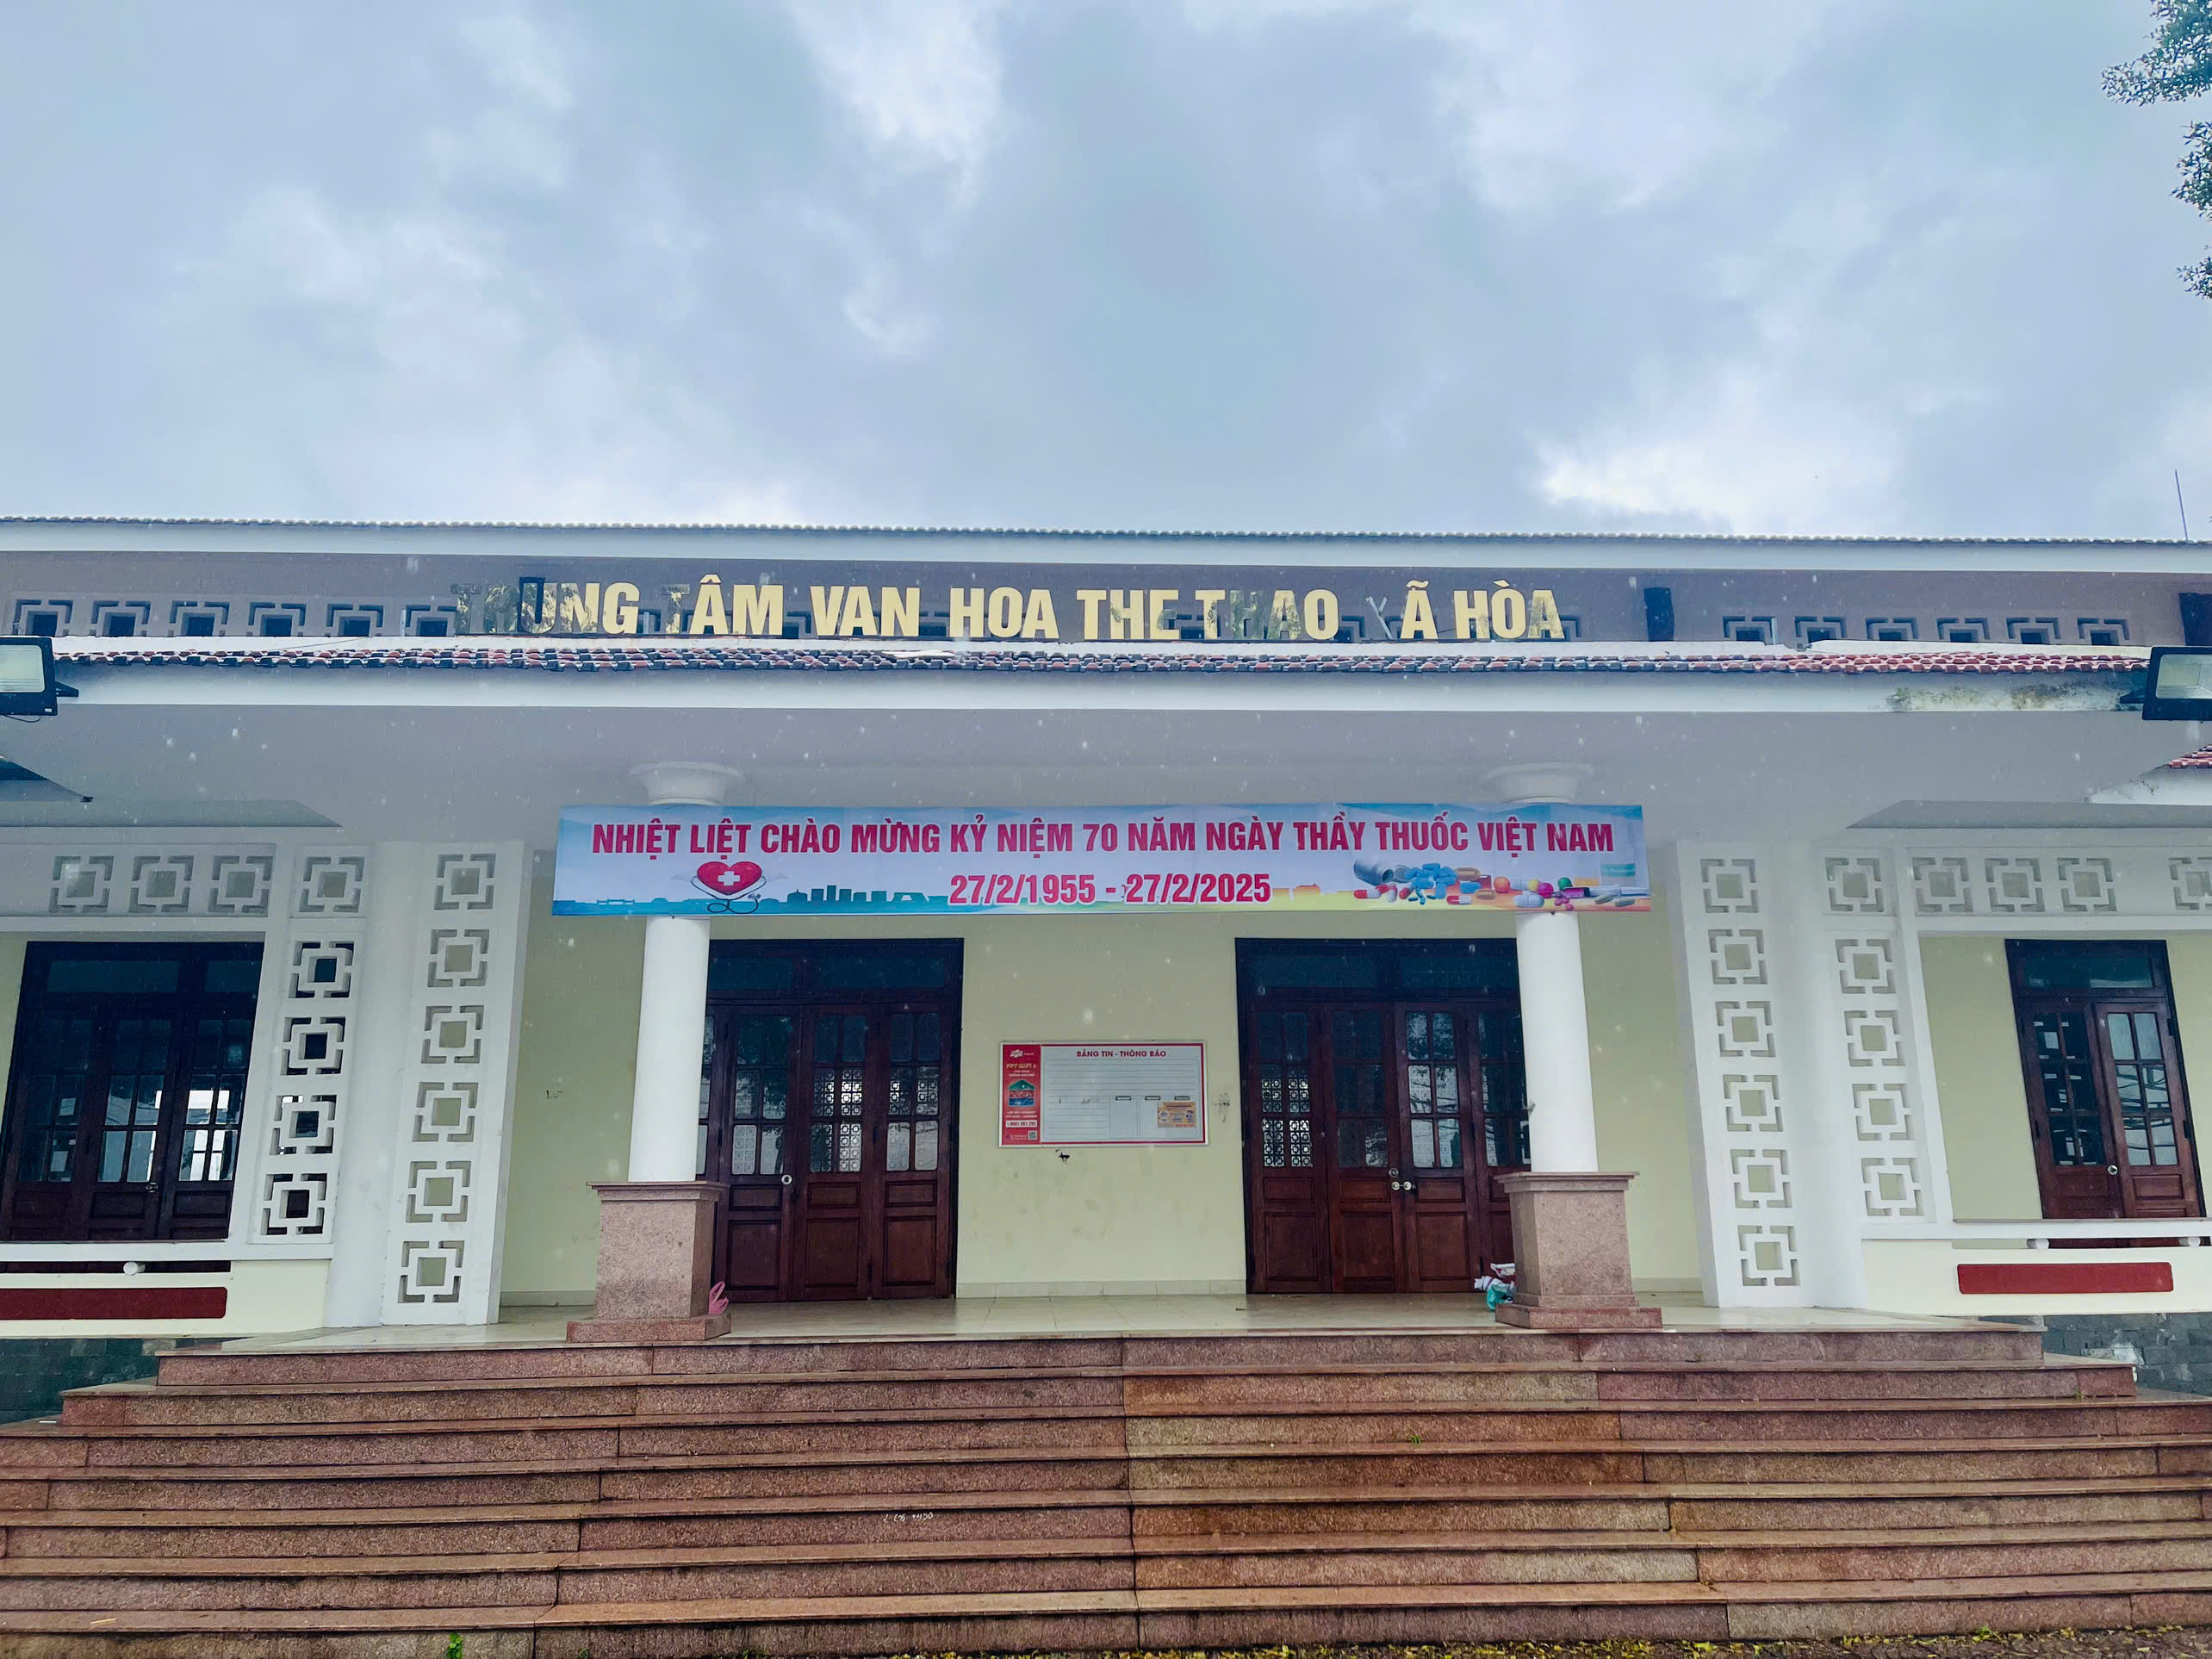 TRUNG TÂM VAN HOA THE THAO XÃ HÒA
NHIỆT LIỆT CHÀO MỪNG KỶ NIỆM 70 NĂM NGÀY THẦY THUỐC VIỆT NAM
27/2/1955 - 27/2/2025
BẢNG TIN - THÔNG BÁO